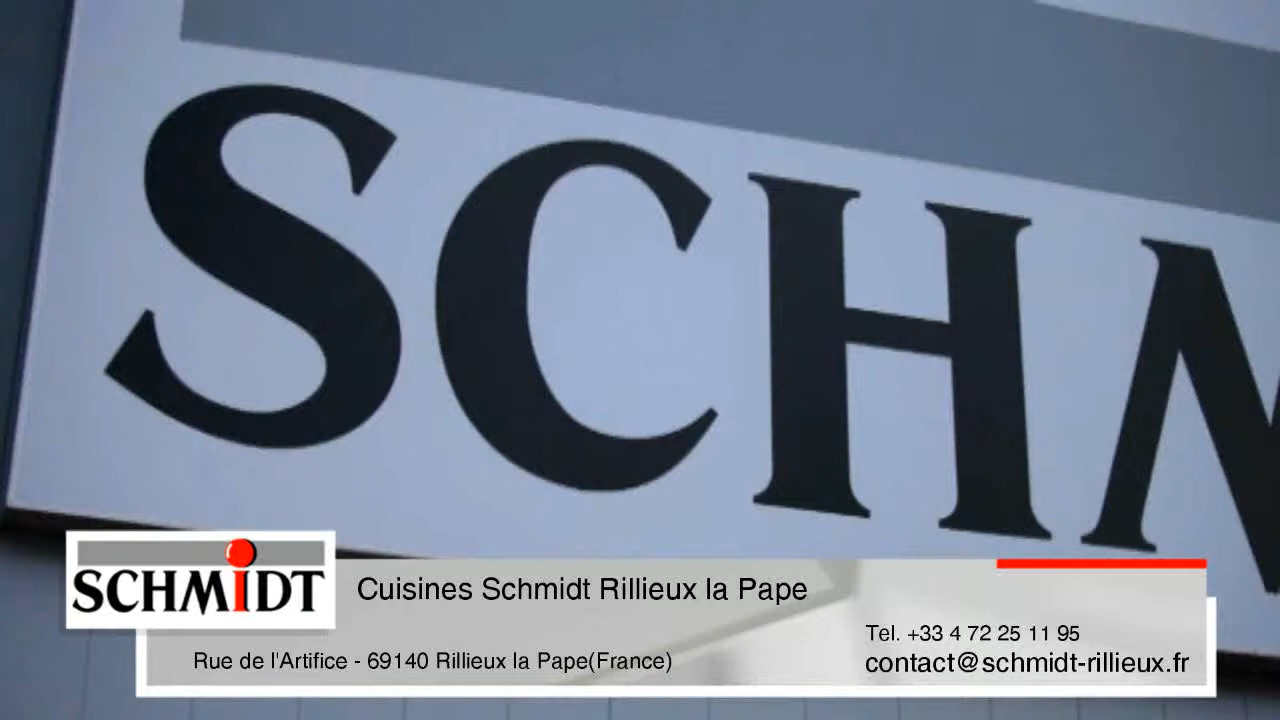 SCHM
SCHMiDT
Cuisines Schmidt Rillieux la Pape
Tel. +33 4 72 25 11 95
Rue de l'Artifice - 69140 Rillieux la Pape(France)
contact@schmidt-rillieux.fr